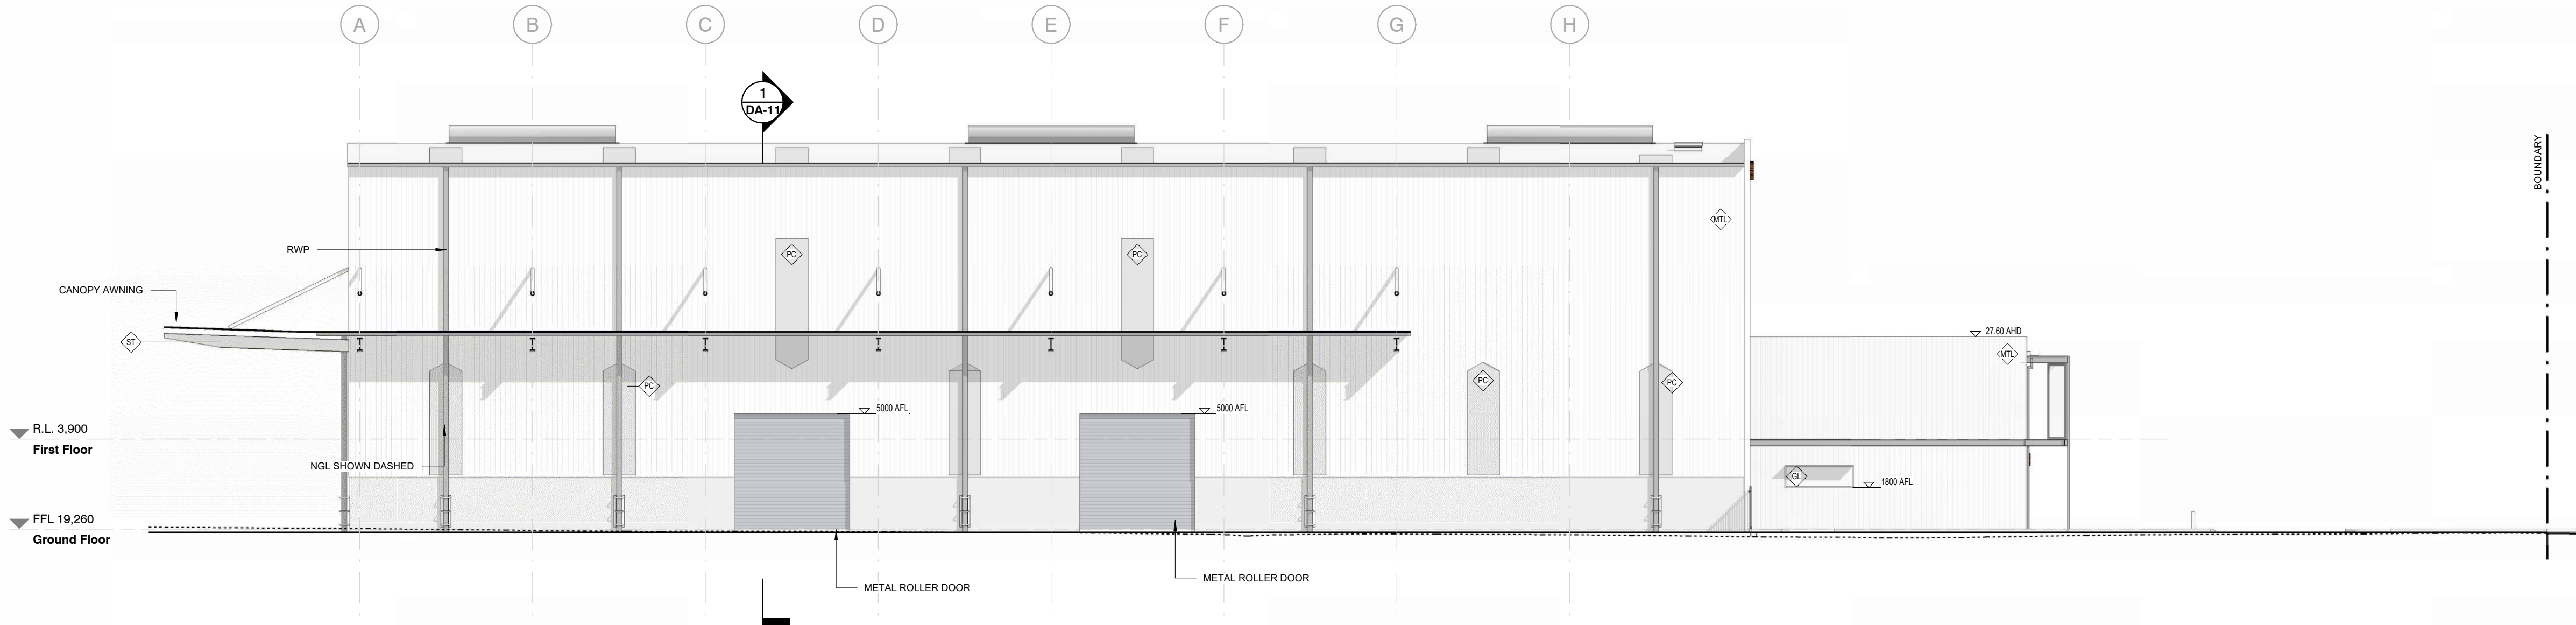 A B C D E F G H
1
DA-11
BOUNDARY
MTL
RWP
PC
PC
CANOPY AWNING
27.60 AHD
ST
MTL
PC
PC
PC
5000 AFL
5000 AFL
R.L. 3,900
First Floor
NGL SHOWN DASHED
GL
1800 AFL
FFL 19,260
Ground Floor
METAL ROLLER DOOR
METAL ROLLER DOOR